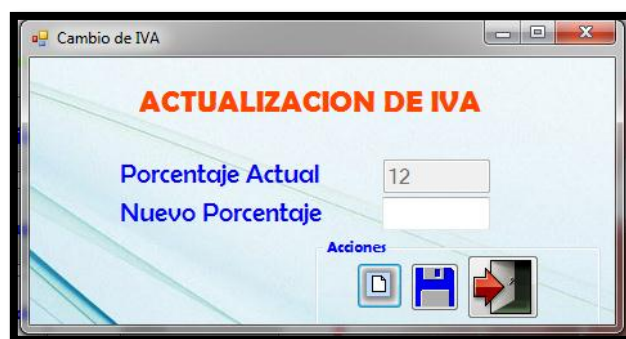 Cambio de IVA
ACTUALIZACION DE IVA
Porcentaje Actual 12
Nuevo Porcentaje
Acciones